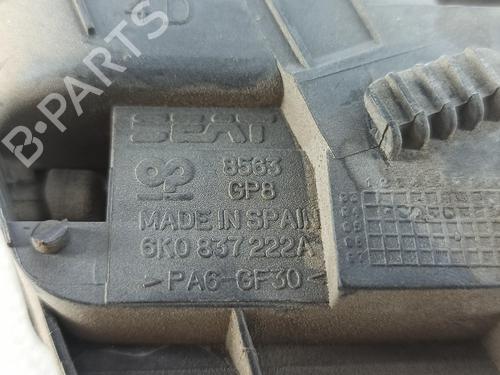 B-PARTS
SEAT
8563
GP8
MADE IN SPAIN
6K0 837 222A
>PA6-GF30<